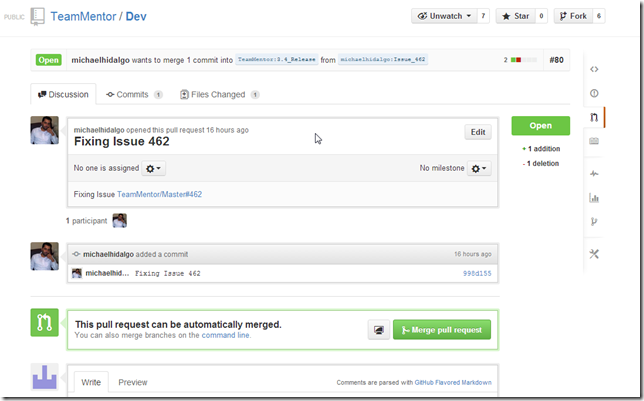 PUBLIC TeamMentor / Dev Unwatch 7 Star 0 Fork 6
Open michaelhidalgo wants to merge 1 commit into TeamMentor:3.4_Release from michaelhidalgo:Issue_462 2 #80
Discussion Commits 1 Files Changed 1
michaelhidalgo opened this pull request 16 hours ago
Fixing Issue 462
Edit
Open
+ 1 addition
- 1 deletion
No one is assigned No milestone
Fixing Issue TeamMentor/Master#462
1 participant
michaelhidalgo added a commit 16 hours ago
michaelhid... Fixing Issue 462 998d155
This pull request can be automatically merged.
You can also merge branches on the command line.
Merge pull request
Write Preview Comments are parsed with GitHub Flavored Markdown